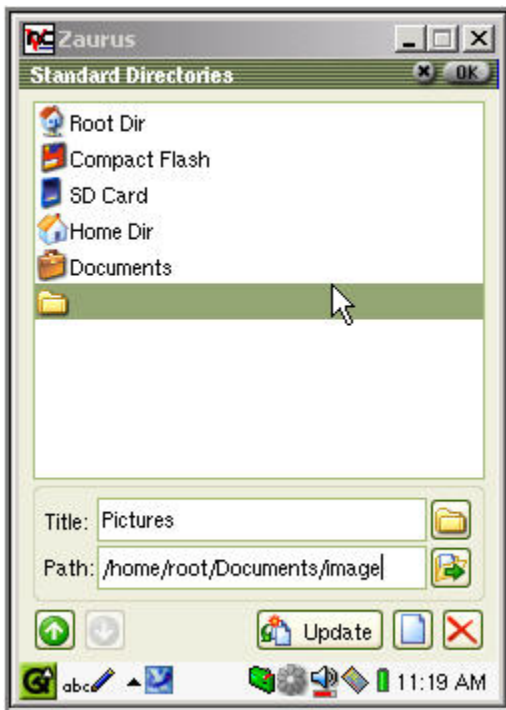 Zaurus
Standard Directories OK
Root Dir
Compact Flash
SD Card
Home Dir
Documents
Title: Pictures
Path: /home/root/Documents/image
Update
abc 11:19 AM